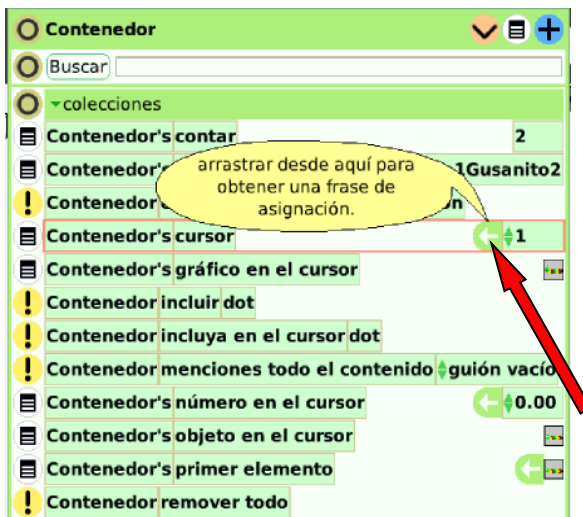 Contenedor
Buscar
colecciones
Contenedor's contar 2
Contenedor's 1Gusanito2
arrastrar desde aquí para
obtener una frase de
asignación.
Contenedor
Contenedor's cursor 1
Contenedor's gráfico en el cursor
Contenedor incluir dot
Contenedor incluya en el cursor dot
Contenedor menciones todo el contenido guión vacío
Contenedor's número en el cursor 0.00
Contenedor's objeto en el cursor
Contenedor's primer elemento
Contenedor remover todo